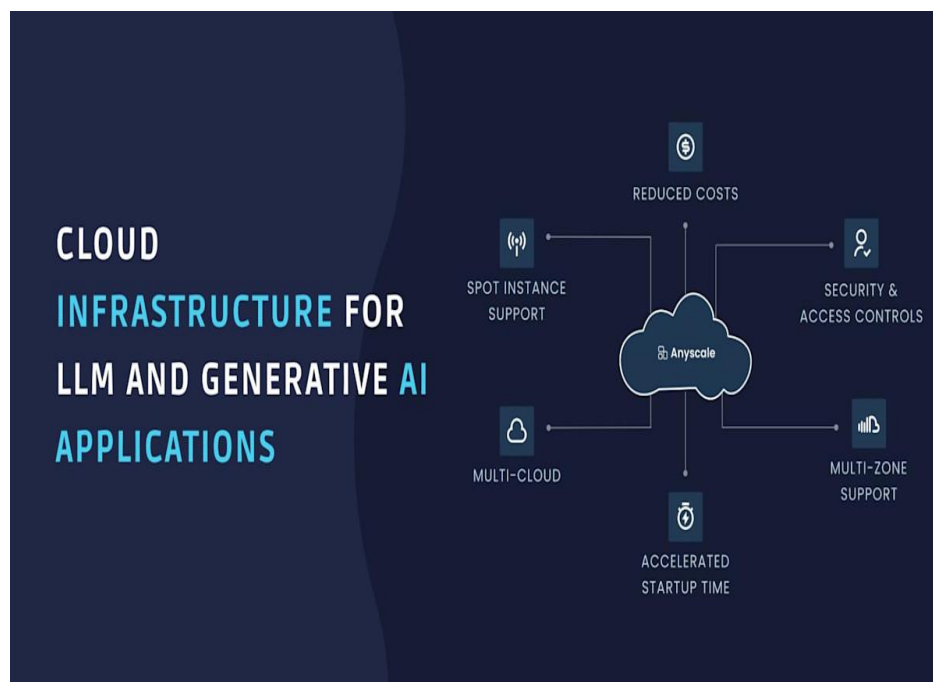 CLOUD
INFRASTRUCTURE FOR
LLM AND GENERATIVE AI
APPLICATIONS
REDUCED COSTS
SPOT INSTANCE
SUPPORT
SECURITY &
ACCESS CONTROLS
Anyscale
MULTI-CLOUD
MULTI-ZONE
SUPPORT
ACCELERATED
STARTUP TIME